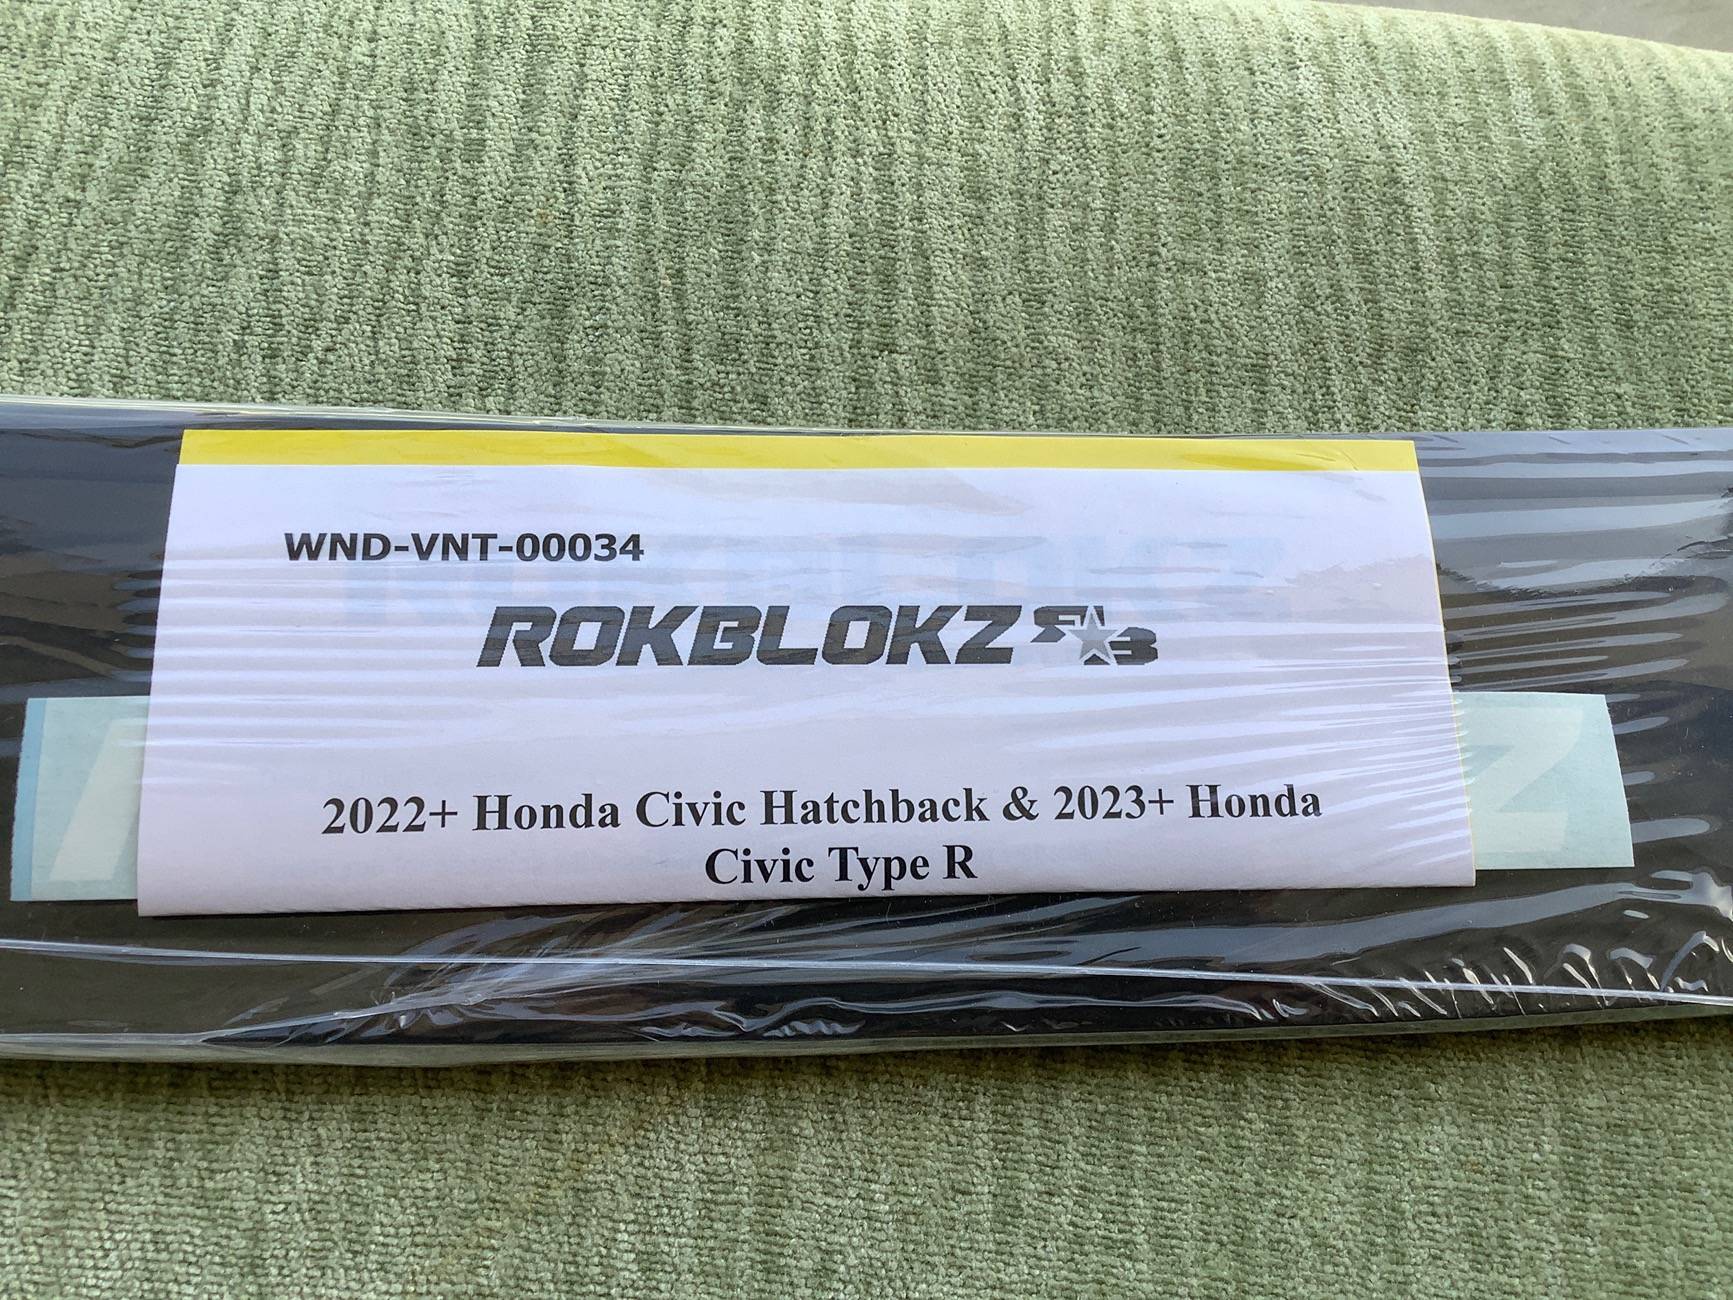 WND-VNT-00034
ROKBLOKZ
2022+ Honda Civic Hatchback & 2023+ Honda
Civic Type R